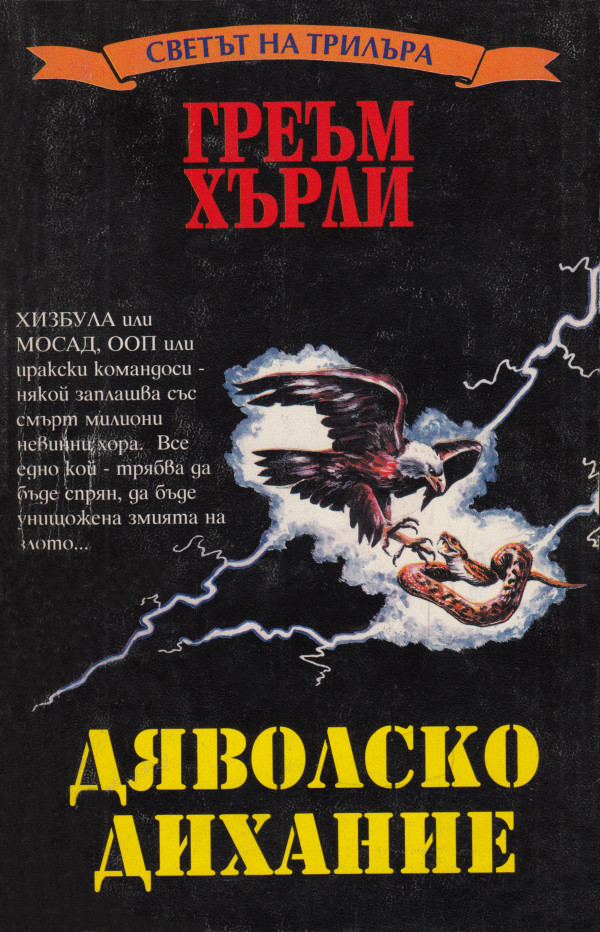 СВЕТЪТ НА ТРИЛЪРА
ГРЕЪМ
ХЪРЛИ
ХИЗБУЛА или
МОСАД, ООП или
иракски командоси -
някой заплашва със
смърт милиони
невинни хора. Все
едно кой - трябва да
бъде спрян, да бъде
унищожена змията на
злото...
ДЯВОЛСКО
ДИХАНИЕ